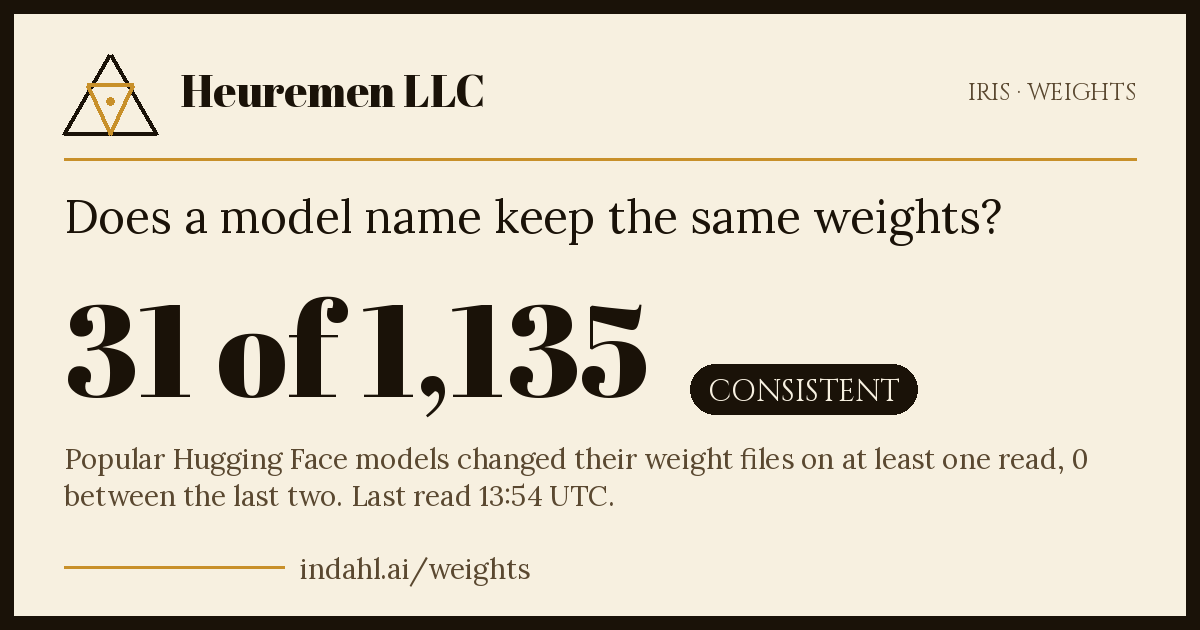 Heuremen LLC
IRIS · WEIGHTS
Does a model name keep the same weights?
31 of 1,135
CONSISTENT
Popular Hugging Face models changed their weight files on at least one read, 0
between the last two. Last read 13:54 UTC.
indahl.ai/weights